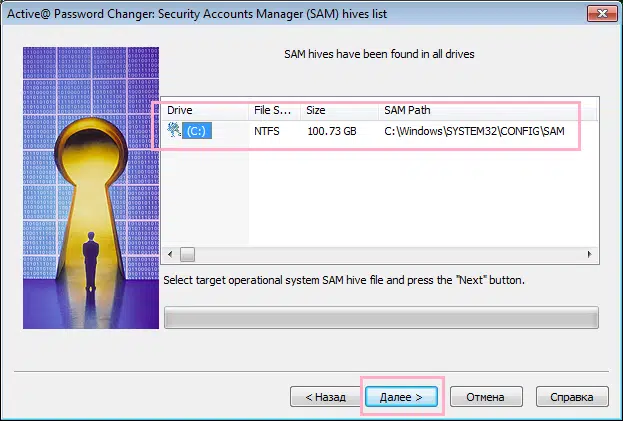 Active@ Password Changer: Security Accounts Manager (SAM) hives list
SAM hives have been found in all drives
Drive File S... Size SAM Path
(C:) NTFS 100.73 GB C:\Windows\SYSTEM32\CONFIG\SAM
Select target operational system SAM hive file and press the "Next" button.
< Назад Далее > Отмена Справка